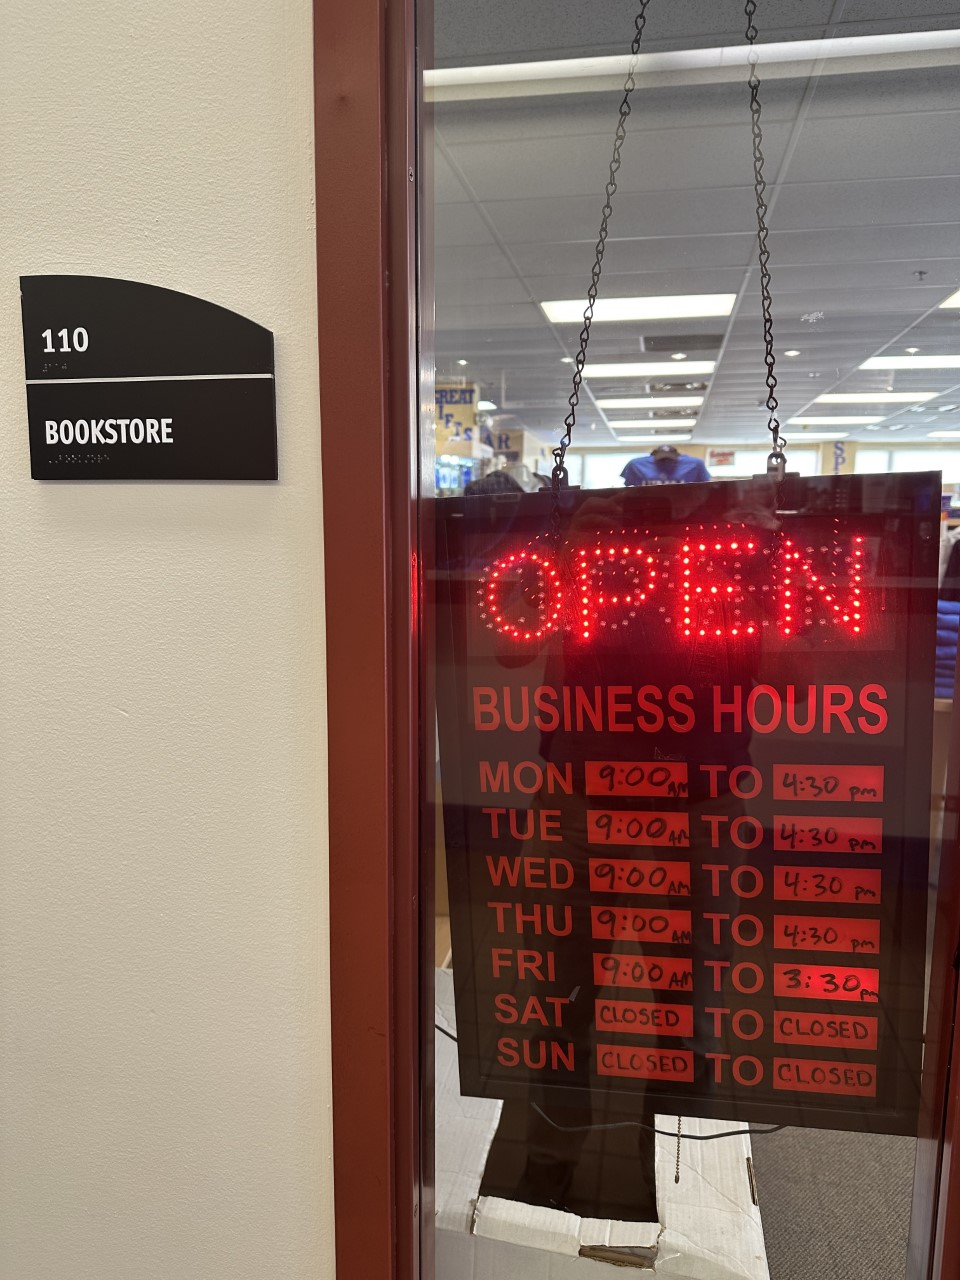 110
BOOKSTORE
GREAT
OPEN
BUSINESS HOURS
MON 9:00 AM TO 4:30 pm
TUE 9:00 AM TO 4:30 pm
WED 9:00 AM TO 4:30 pm
THU 9:00 AM TO 4:30 pm
FRI 9:00 AM TO 3:30 pm
SAT CLOSED TO CLOSED
SUN CLOSED TO CLOSED